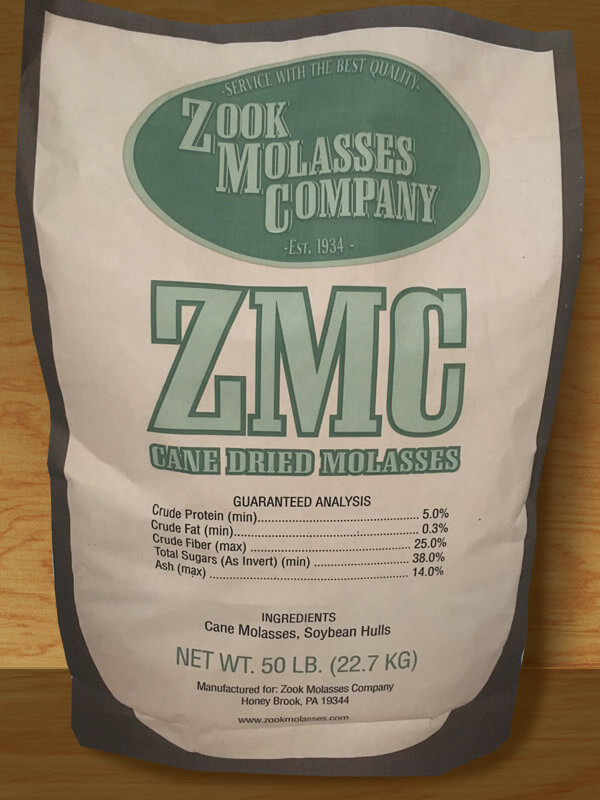 -SERVICE WITH THE BEST QUALITY-
ZOOK
MOLASSES
COMPANY
-EST. 1934 -
ZMC
CANE DRIED MOLASSES
GUARANTEED ANALYSIS
Crude Protein (min)........................................ 5.0%
Crude Fat (min)............................................... 0.3%
Crude Fiber (max) ......................................... 25.0%
Total Sugars (As Invert) (min) ........................ 38.0%
Ash (max) ...................................................... 14.0%
INGREDIENTS
Cane Molasses, Soybean Hulls
NET WT. 50 LB. (22.7 KG)
Manufactured for: Zook Molasses Company
Honey Brook, PA 19344
www.zookmolasses.com